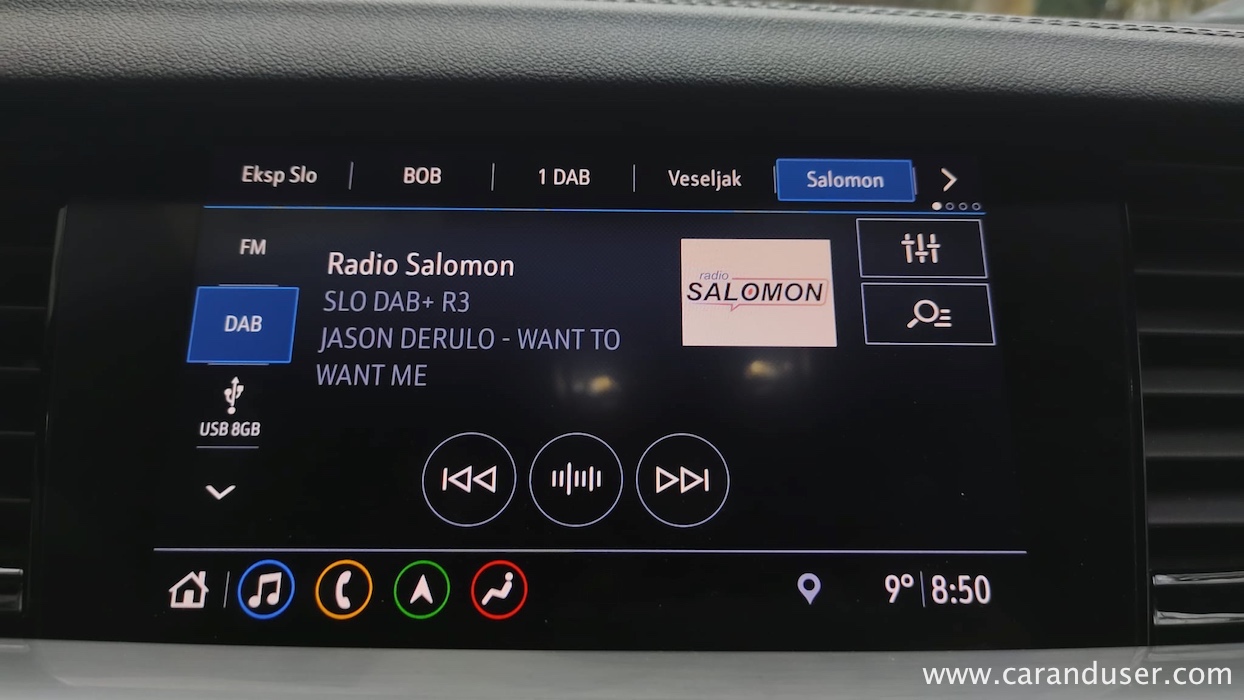 Eksp Slo BOB 1 DAB Veseljak Salomon
FM
Radio Salomon
SLO DAB+ R3
DAB
JASON DERULO - WANT TO
WANT ME
radio
SALOMON
USB 8GB
9° 8:50
www.caranduser.com